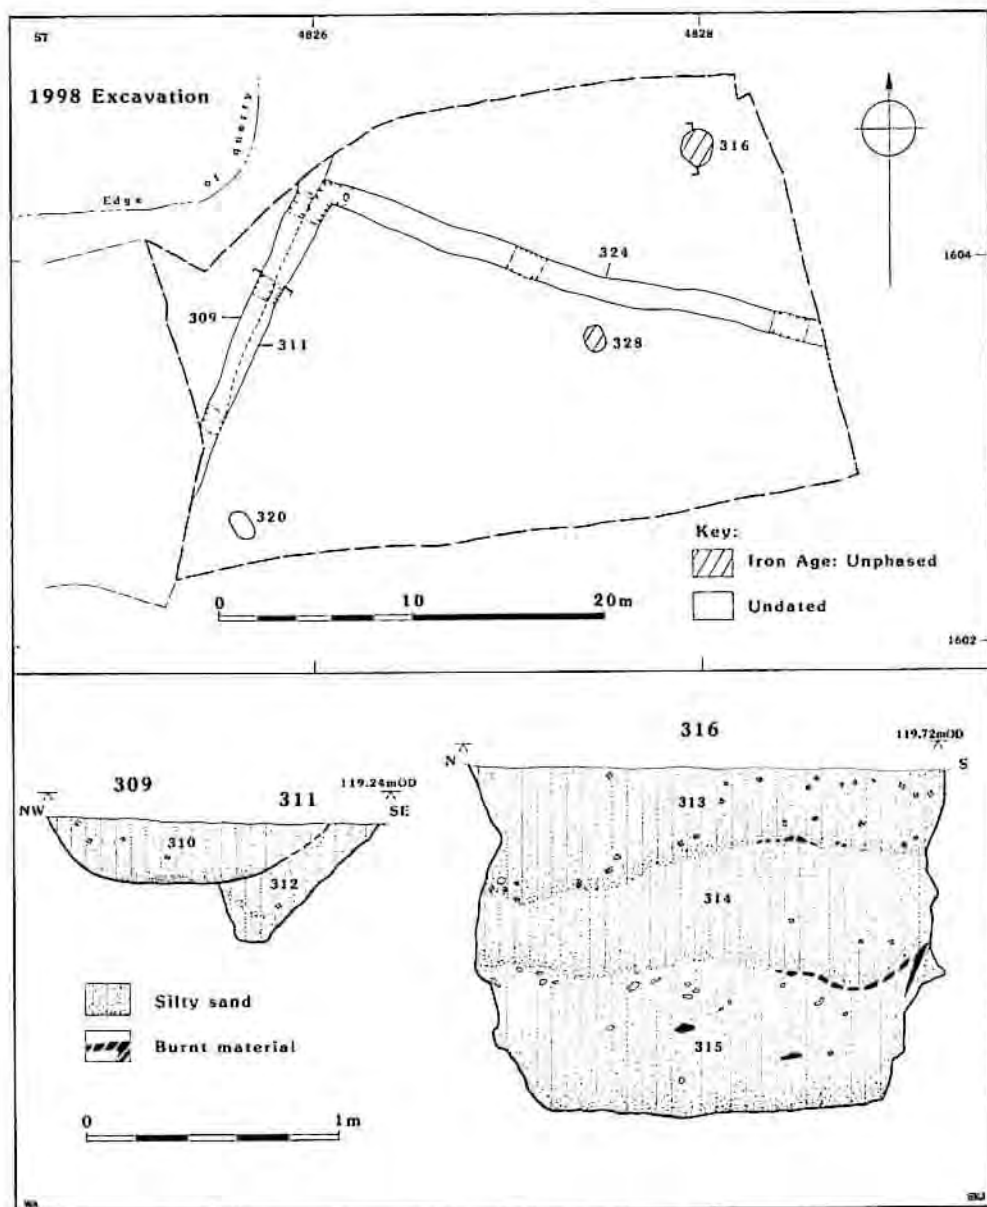 ST
4826
4828
1998 Excavation
Edge of quarry
316
324
1604
309
311
328
320
Key:
Iron Age: Unphased
Undated
0 10 20m
1602
316
N
119.72mOD
S
309
311
119.24mOD
NW
SE
310
312
313
314
315
Silty sand
Burnt material
0 1m
WA